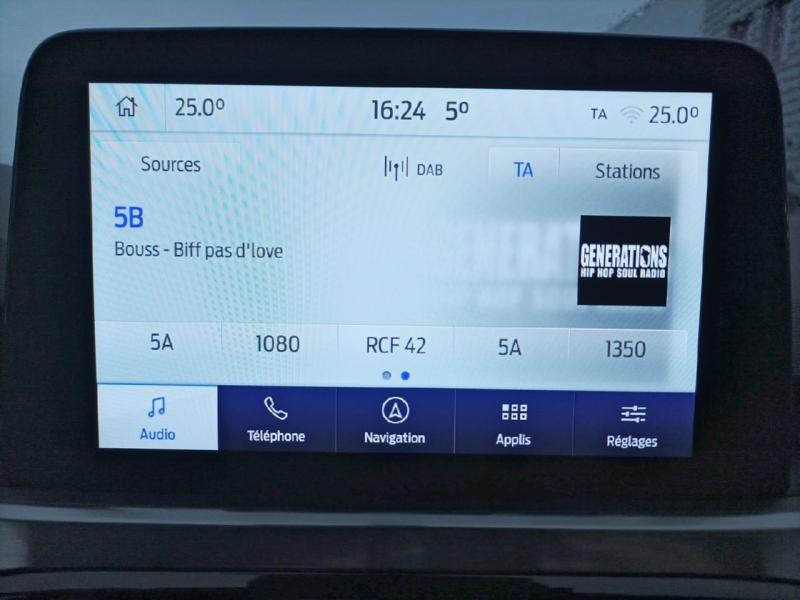 25.0° 16:24 5° TA 25.0°
Sources DAB TA Stations
5B
Bouss - Biff pas d'love
GENERATIONS
HIP HOP SOUL RADIO
5A 1080 RCF 42 5A 1350
Audio Téléphone Navigation Applis Réglages